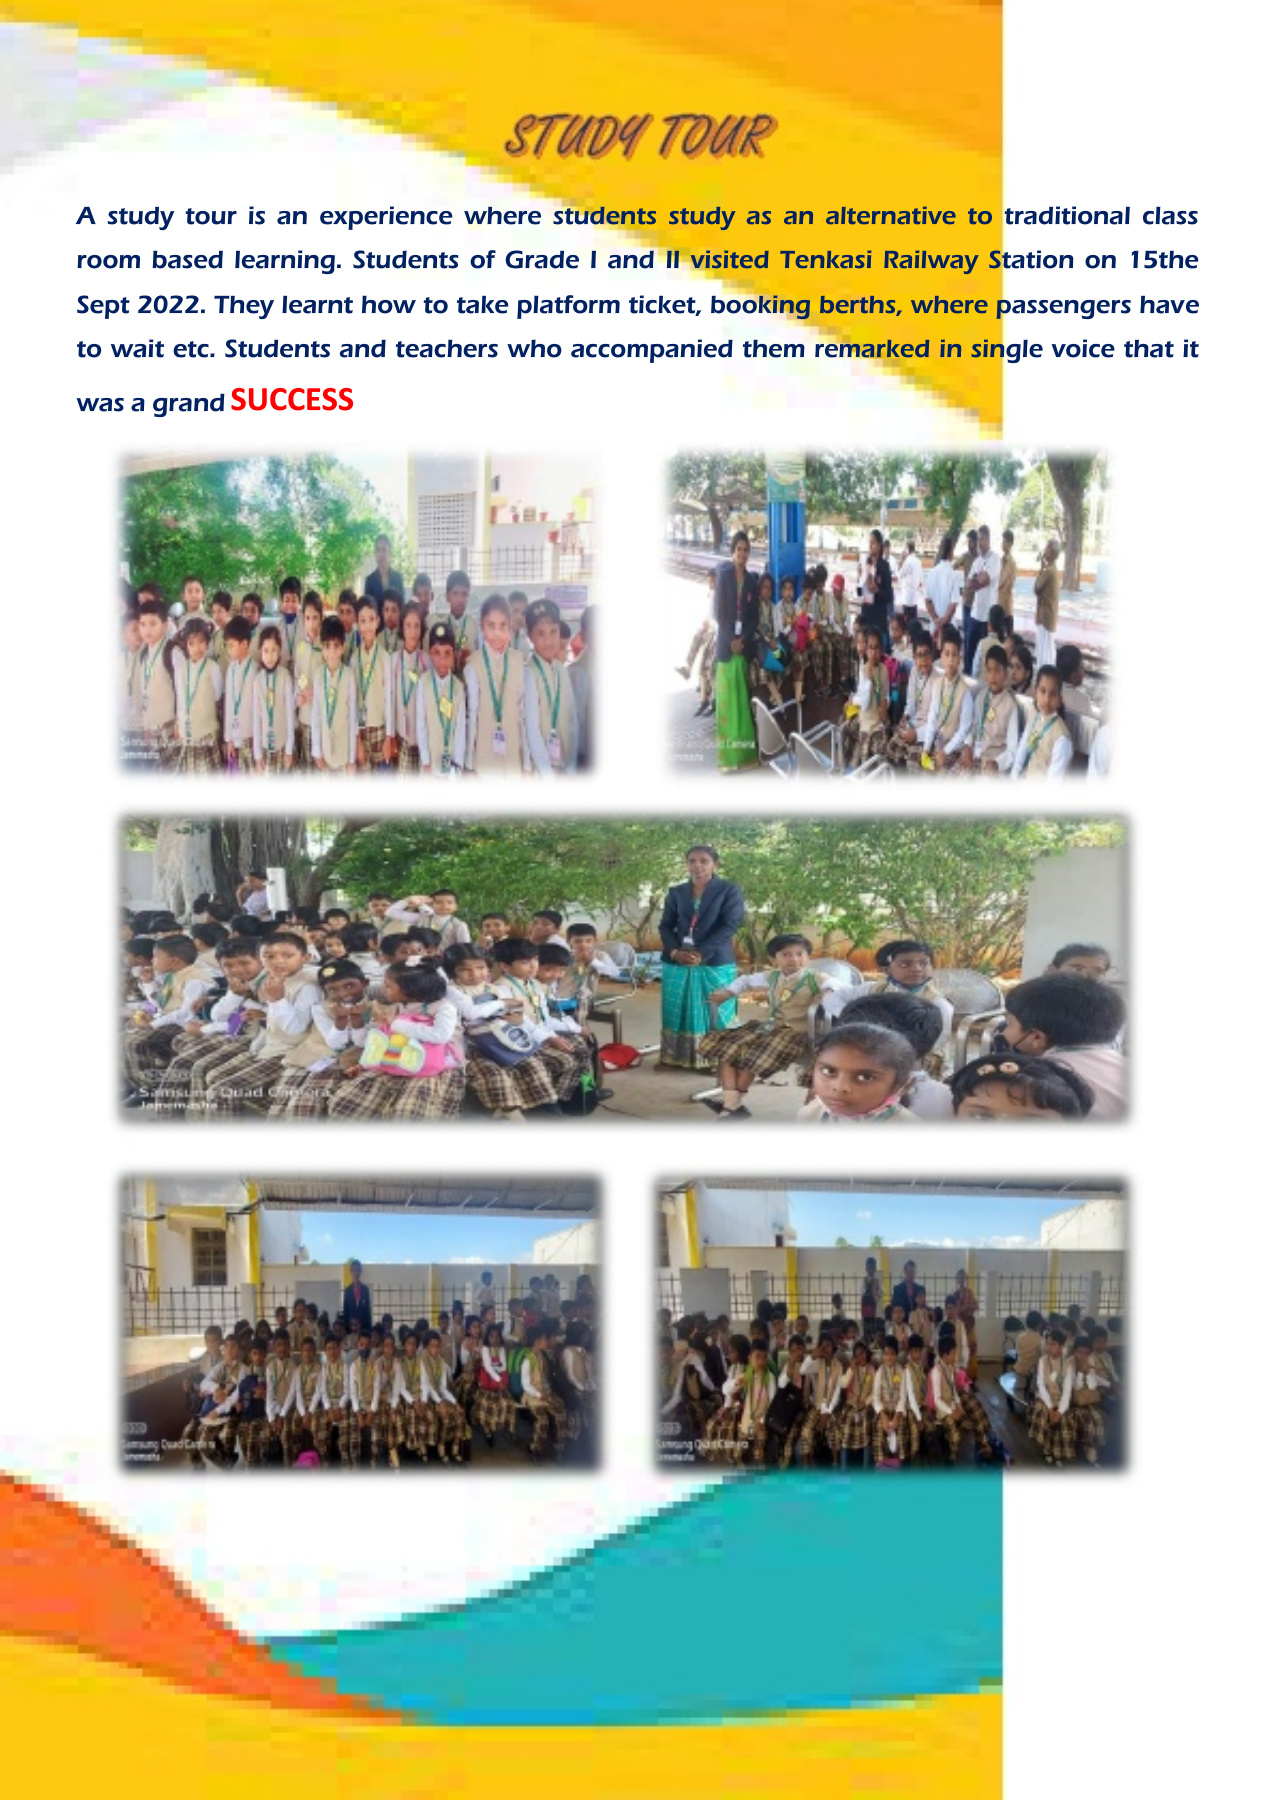 STUDY TOUR
A study tour is an experience where students study as an alternative to traditional class
room based learning. Students of Grade I and II visited Tenkasi Railway Station on 15the
Sept 2022. They learnt how to take platform ticket, booking berths, where passengers have
to wait etc. Students and teachers who accompanied them remarked in single voice that it
was a grand SUCCESS
Samsung Quad Camera
Jamemasha
Quad Camera
Jamemasha
Samsung Quad Camera
Jamemasha
Samsung Quad Camera
Jamemasha
Samsung Quad Camera
Jamemasha